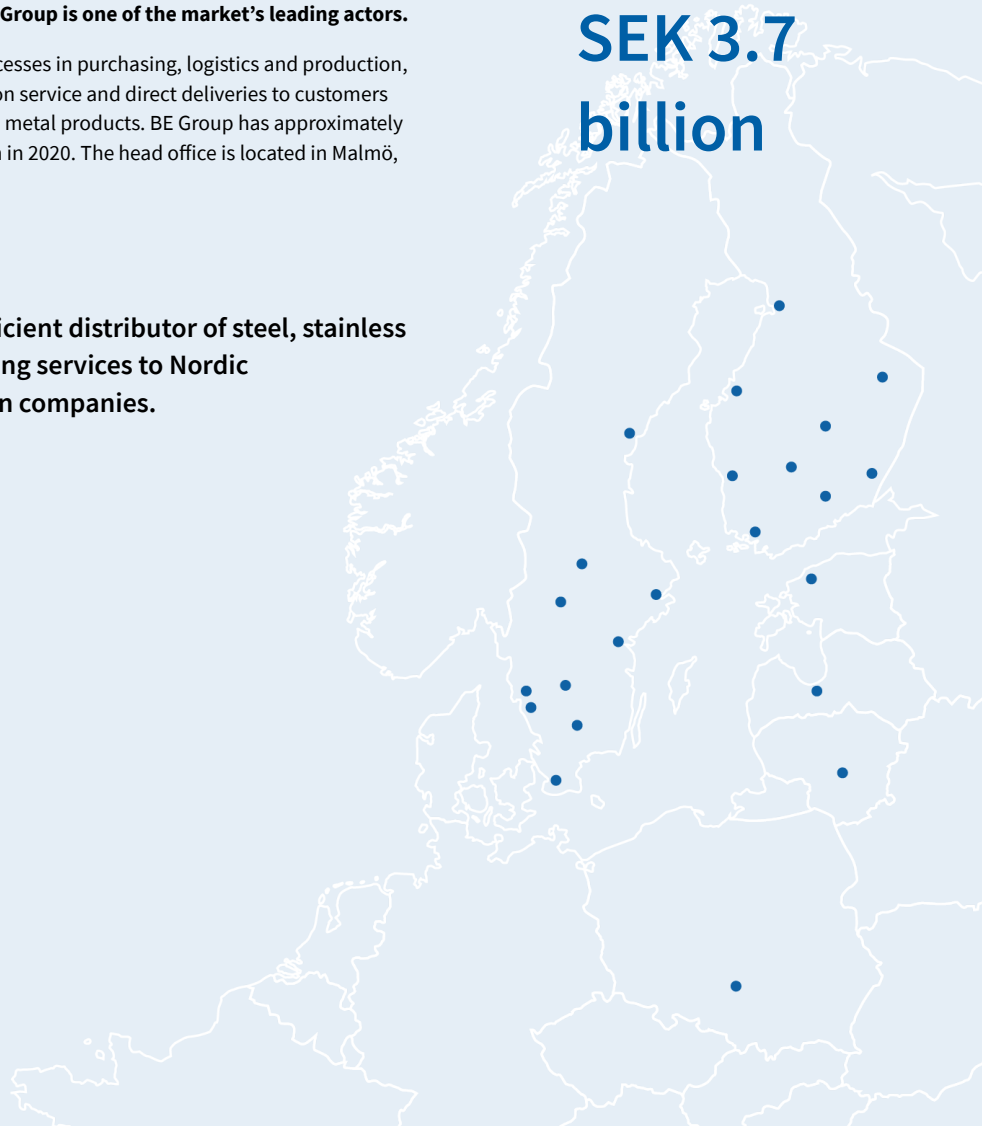 Group is one of the market’s leading actors.
cesses in purchasing, logistics and production,
on service and direct deliveries to customers
metal products. BE Group has approximately
in 2020. The head office is located in Malmö,
icient distributor of steel, stainless
ng services to Nordic
n companies.
SEK 3.7
billion